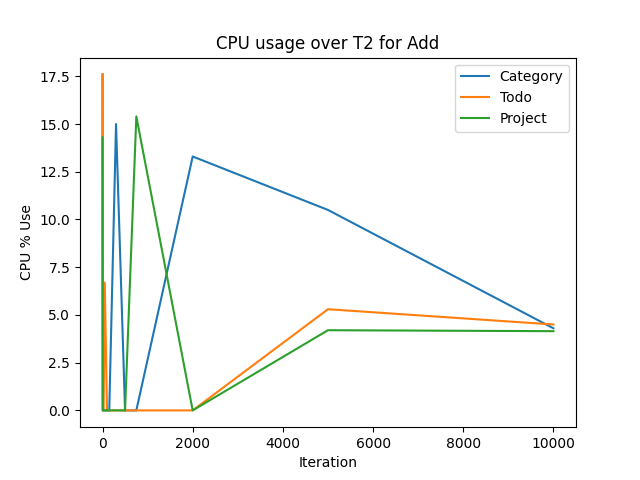 CPU usage over T2 for Add
Category
Todo
Project
CPU % Use
17.5
15.0
12.5
10.0
7.5
5.0
2.5
0.0
0 2000 4000 6000 8000 10000
Iteration